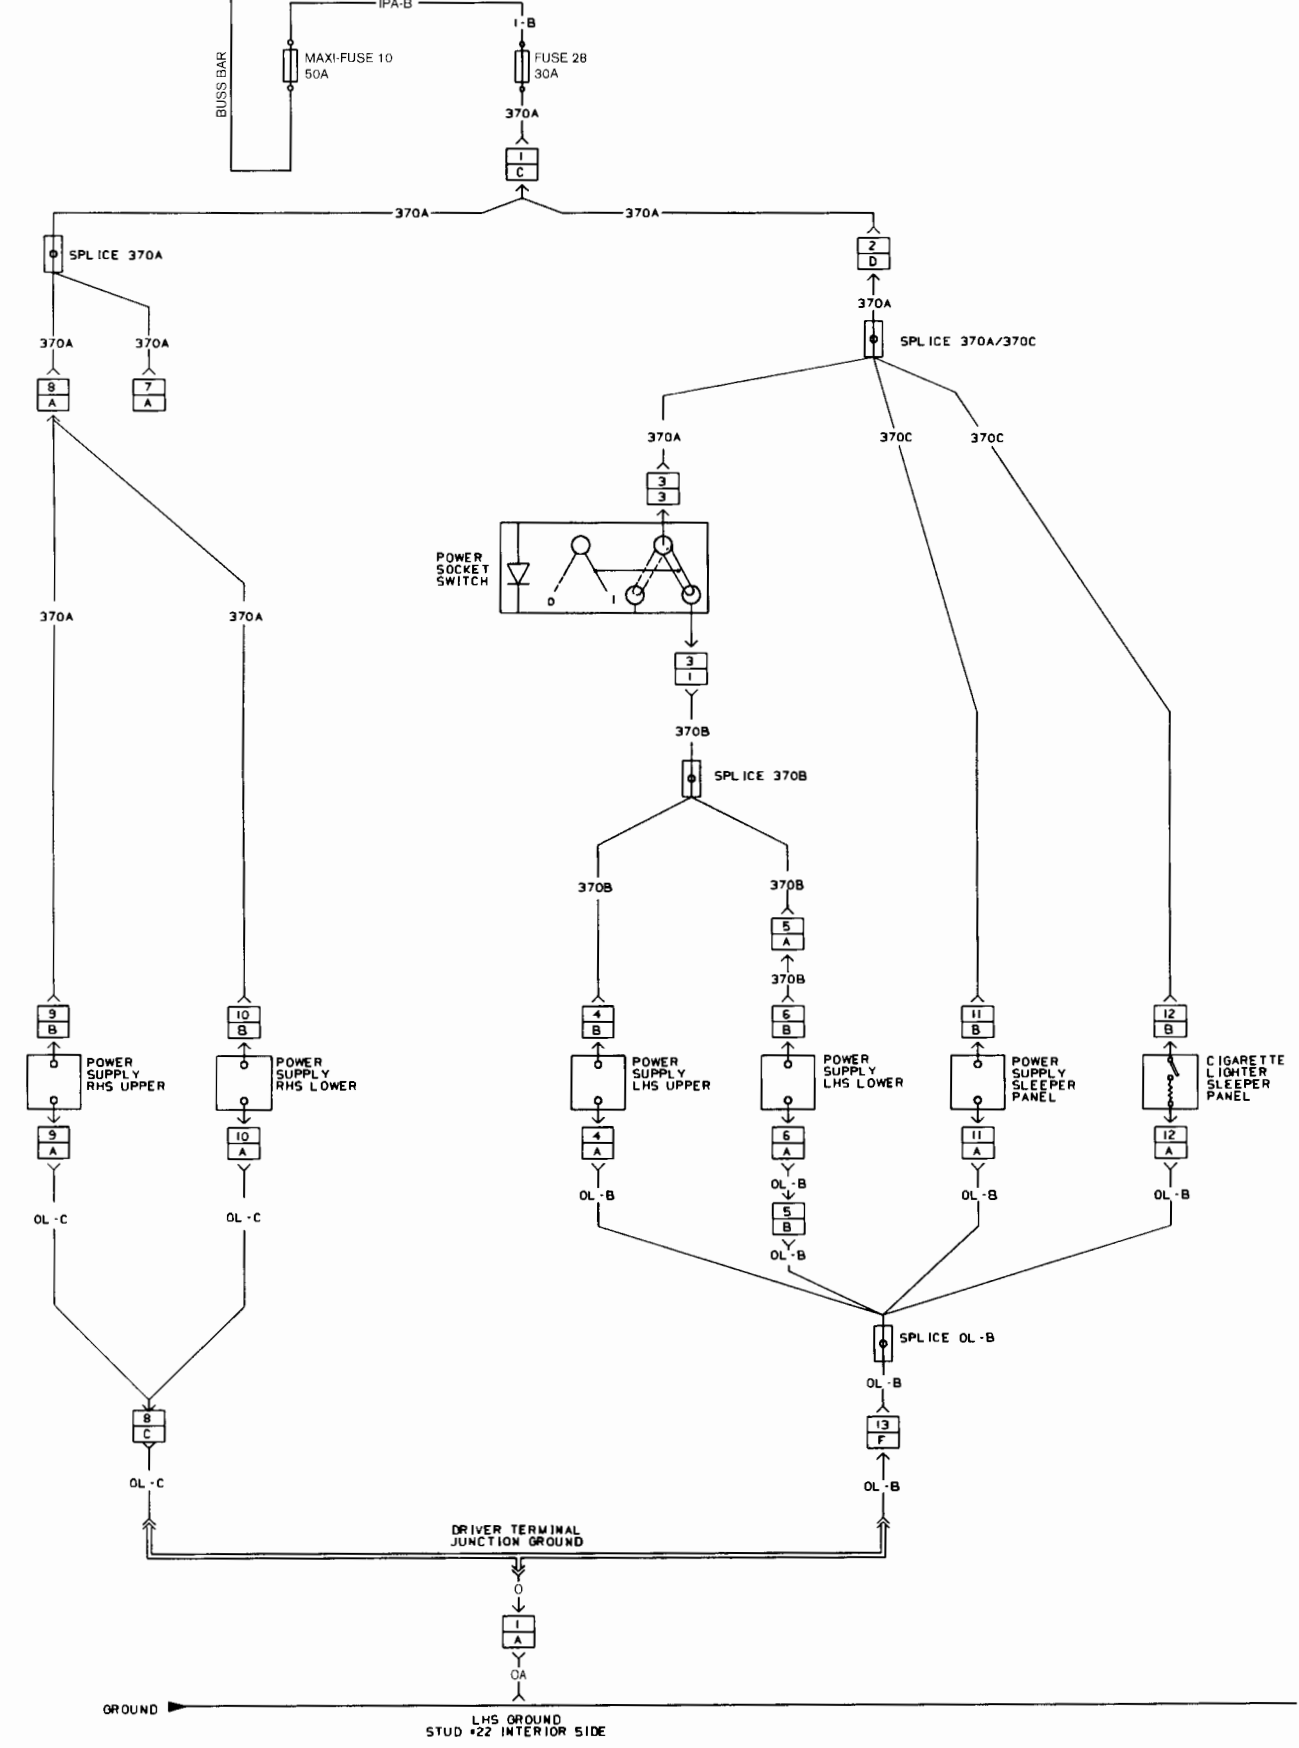 IPA-B
1-B
BUSS BAR
MAXI-FUSE 10
50A
FUSE 28
30A
370A
1
C
370A
370A
SPLICE 370A
2
D
370A
SPLICE 370A/370C
370A
370A
8
A
7
A
370A
370C
370C
3
3
POWER
SOCKET
SWITCH
D
I
370A
370A
3
1
370B
SPLICE 370B
370B
370B
5
A
370B
9
B
10
B
4
B
6
B
11
B
12
B
POWER
SUPPLY
RHS UPPER
POWER
SUPPLY
RHS LOWER
POWER
SUPPLY
LHS UPPER
POWER
SUPPLY
LHS LOWER
POWER
SUPPLY
SLEEPER
PANEL
CIGARETTE
LIGHTER
SLEEPER
PANEL
9
A
10
A
4
A
6
A
11
A
12
A
OL-C
OL-C
OL-B
OL-B
5
B
OL-B
OL-B
OL-B
SPLICE OL-B
OL-B
8
C
13
F
OL-C
OL-B
DRIVER TERMINAL
JUNCTION GROUND
O
1
A
OA
GROUND
LHS GROUND
STUD #22 INTERIOR SIDE